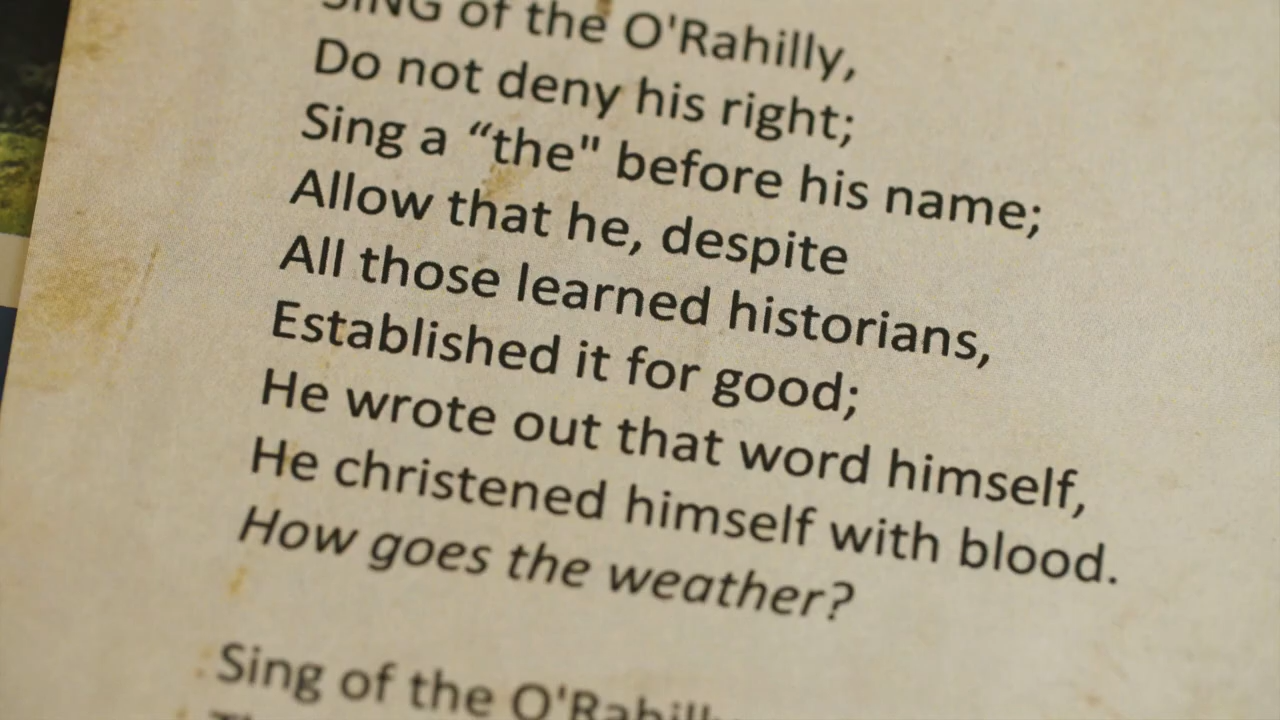 SING of the O'Rahilly,
Do not deny his right;
Sing a “the" before his name;
Allow that he, despite
All those learned historians,
Established it for good;
He wrote out that word himself,
He christened himself with blood.
How goes the weather?
Sing of the O'Rahilly